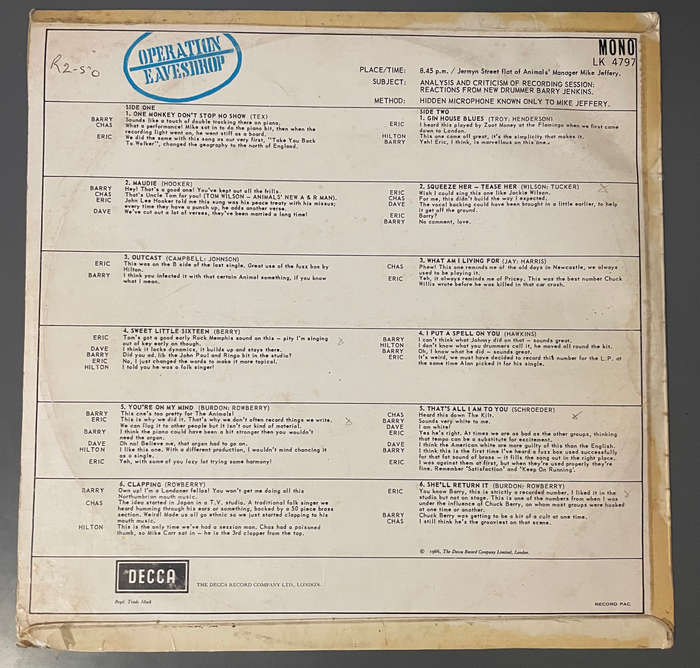 R2-50
OPERATION
EAVESDROP
MONO
LK 4797
PLACE/TIME: 8.45 p.m. / Jermyn Street flat of Animals' Manager Mike Jeffery.
SUBJECT: ANALYSIS AND CRITICISM OF RECORDING SESSION:
REACTIONS FROM NEW DRUMMER BARRY JENKINS.
METHOD: HIDDEN MICROPHONE KNOWN ONLY TO MIKE JEFFERY.
SIDE ONE
1. ONE MONKEY DON'T STOP NO SHOW (TEX)
BARRY Sounds like a touch of double tracking there on piano.
CHAS What a performance! Mike sat in to do the piano bit, then when the
recording light went on, he went stiff as a board.
ERIC We did the same with this song as our very first, "Take You Back
To Walker", changed the geography to the north of England.
2. MAUDIE (HOOKER)
BARRY Hey! That's a good one! You've kept out all the frills.
CHAS That's Uncle Tom for you! (TOM WILSON – ANIMALS' NEW A & R MAN).
ERIC John Lee Hooker told me this song was his peace treaty with his missus;
every time they have a punch up, he adds another verse.
DAVE We've cut out a lot of verses, they've been married a long time!
3. OUTCAST (CAMPBELL: JOHNSON)
ERIC This was on the B side of the last single. Great use of the fuzz box by
Hilton.
BARRY I think you infected it with that certain Animal something, if you know
what I mean.
4. SWEET LITTLE SIXTEEN (BERRY)
ERIC Tom's got a good early Rock Memphis sound on this – pity I'm singing
out of key early on though.
DAVE I think it lacks dynamics, it builds up and stays there.
BARRY Did you ad. lib the John Paul and Ringo bit in the studio?
ERIC No, I just changed the words to make it more topical.
HILTON I told you he was a folk singer!
5. YOU'RE ON MY MIND (BURDON: ROWBERRY)
BARRY This one's too pretty for The Animals!
ERIC This is why we did it. That's why we don't often record things we write.
We can flog it to other people but it isn't our kind of material.
BARRY I think the piano could have been a bit stronger then you wouldn't
need the organ.
DAVE Oh no! Believe me, that organ had to go on.
HILTON I like this one. With a different production, I wouldn't mind chancing it
as a single.
ERIC Yeh, with some of you lazy lot trying some harmony!
6. CLAPPING (ROWBERRY)
BARRY Own up! I'm a Londoner fellas! You won't get me doing all this
Northumbrian mouth music.
CHAS The idea started in Japan in a T.V. studio. A traditional folk singer we
heard humming through his ears or something, backed by a 50 piece brass
section. Weird! Made us all go ethnic so we just started clapping to his
mouth music.
HILTON This is the only time we've had a session man. Chas had a poisoned
thumb, so Mike Carr sat in – he is a 3rd clapper from the top.
SIDE TWO
1. GIN HOUSE BLUES (TROY: HENDERSON)
ERIC I heard this played by Zoot Money at the Flamingo when we first came
down to London.
HILTON This one came off great, it's the simplicity that makes it.
BARRY Yeh! Eric, I think, is marvellous on this one.
2. SQUEEZE HER – TEASE HER (WILSON: TUCKER)
ERIC Wish I could sing this one like Jackie Wilson.
CHAS For me, this didn't build the way I expected.
DAVE The vocal backing could have been brought in a little earlier, to help
it get off the ground.
ERIC Barry?
BARRY No comment, love.
3. WHAT AM I LIVING FOR (JAY: HARRIS)
CHAS Phew! This one reminds me of the old days in Newcastle, we always
used to be playing it.
ERIC Yeh, it always reminds me of Pricey. This was the best number Chuck
Willis wrote before he was killed in that car crash.
4. I PUT A SPELL ON YOU (HAWKINS)
BARRY I can't think what Johnny did on that – sounds great.
HILTON I don't know what you drummers call it, he moved all round the kit.
BARRY Oh, I know what he did – sounds great.
ERIC It's weird, we must have decided to record this number for the L.P. at the
same time Alan picked it for his single.
5. THAT'S ALL I AM TO YOU (SCHROEDER)
CHAS Heard this down The Kilt.
BARRY Sounds very white to me.
DAVE I am white!
ERIC Yes he's right. At times we are as bad as the other groups, thinking
that tempo can be a substitute for excitement.
DAVE I think the American white are more guilty of this than the English.
BARRY I think this is the first time I've heard a fuzz box used successfully
for that fat sound of brass – it fills the song out in the right place.
ERIC I was against them at first, but when they're used properly they're
fine. Remember 'Satisfaction' and 'Keep On Running'.
6. SHE'LL RETURN IT (BURDON: ROWBERRY)
ERIC You know Barry, this is strictly a recorded number, I liked it in the
studio but not on stage. This is one of the numbers from when I was
under the influence of Chuck Berry, on whom most groups were hooked
at one time or another.
BARRY Chuck Berry was getting to be a bit of a cult at one time.
CHAS I still think he's the grooviest on that scene.
© 1966, The Decca Record Company Limited, London.
DECCA
THE DECCA RECORD COMPANY LTD., LONDON.
Regd. Trade Mark
RECORD PAC.